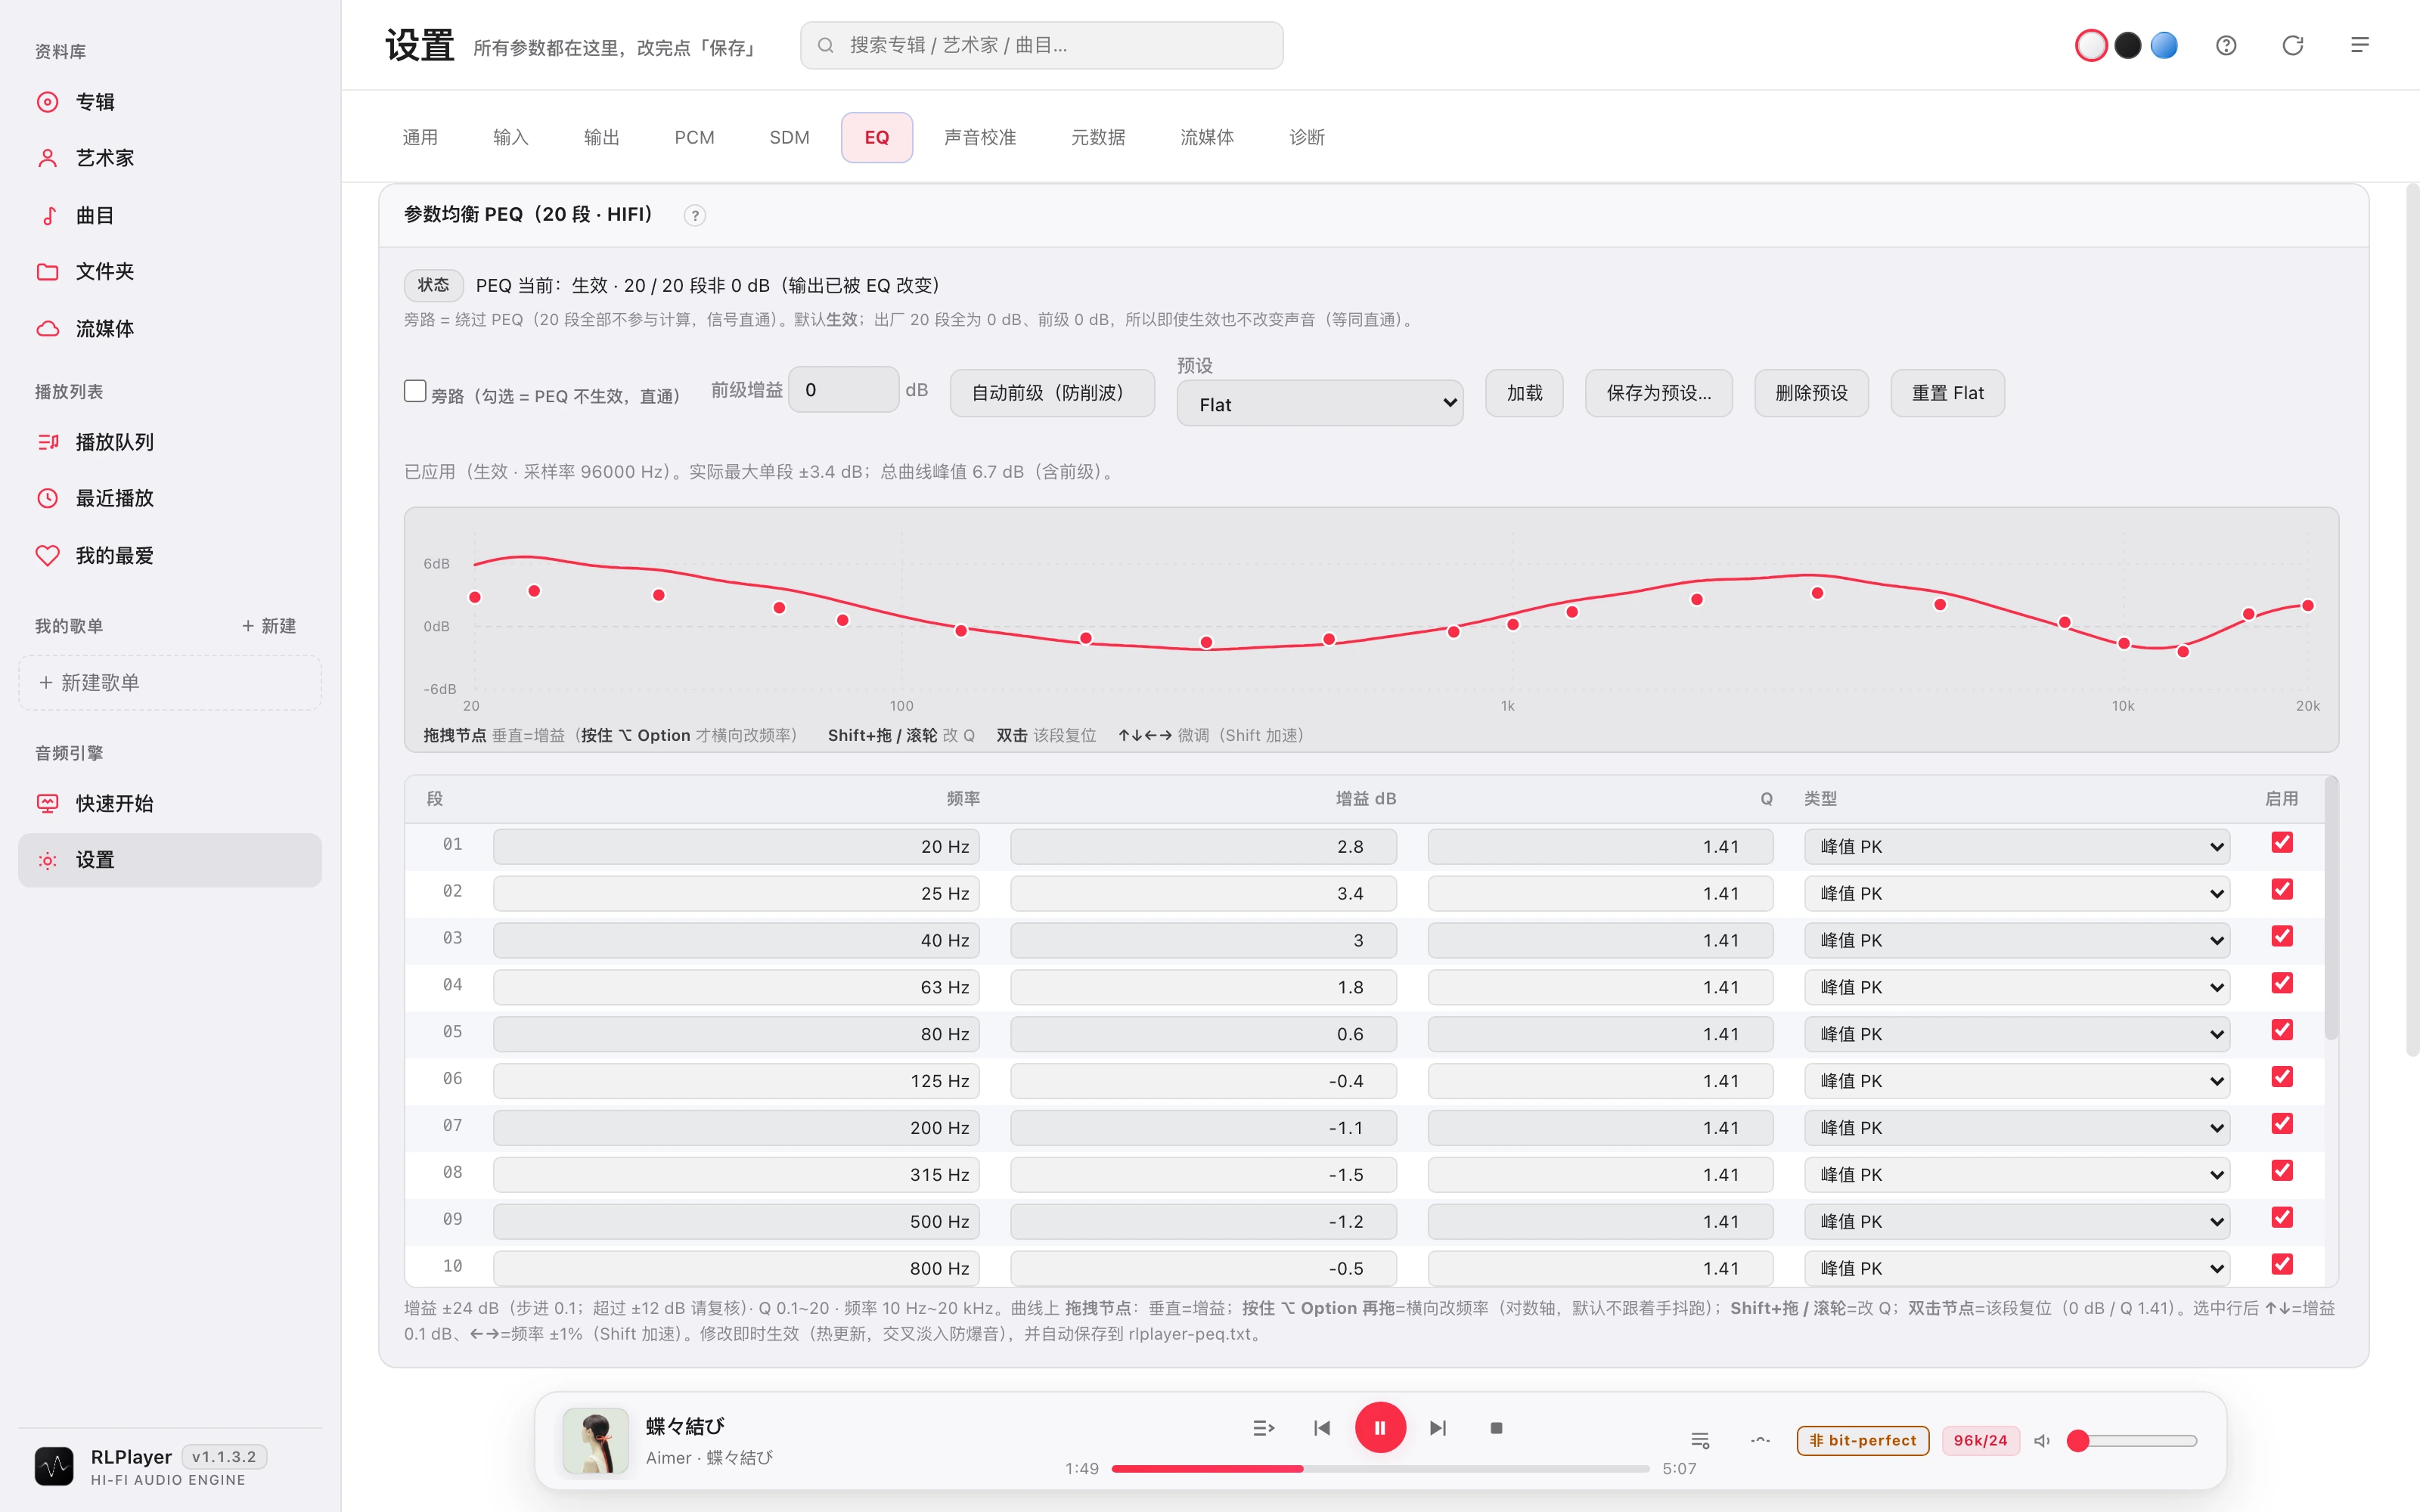 资料库
专辑
艺术家
曲目
文件夹
流媒体
播放列表
播放队列
最近播放
我的最爱
我的歌单 + 新建
+ 新建歌单
音频引擎
快速开始
设置
RLPlayer v1.1.3.2
HI-FI AUDIO ENGINE
设置 所有参数都在这里，改完点「保存」 搜索专辑 / 艺术家 / 曲目...
通用 输入 输出 PCM SDM EQ 声音校准 元数据 流媒体 诊断
参数均衡 PEQ（20 段 · HIFI） ?
状态 PEQ 当前：生效 · 20 / 20 段非 0 dB（输出已被 EQ 改变）
旁路 = 绕过 PEQ（20 段全部不参与计算，信号直通）。默认生效；出厂 20 段全为 0 dB、前级 0 dB，所以即使生效也不改变声音（等同直通）。
预设
旁路（勾选 = PEQ 不生效，直通） 前级增益 0 dB 自动前级（防削波） Flat 加载 保存为预设... 删除预设 重置 Flat
已应用（生效 · 采样率 96000 Hz）。实际最大单段 ±3.4 dB；总曲线峰值 6.7 dB（含前级）。
6dB
0dB
-6dB
20 100 1k 10k 20k
拖拽节点 垂直=增益（按住 ⌥ Option 才横向改频率） Shift+拖 / 滚轮 改 Q 双击 该段复位 ↑↓←→ 微调（Shift 加速）
段 频率 增益 dB Q 类型 启用
01 20 Hz 2.8 1.41 峰值 PK
02 25 Hz 3.4 1.41 峰值 PK
03 40 Hz 3 1.41 峰值 PK
04 63 Hz 1.8 1.41 峰值 PK
05 80 Hz 0.6 1.41 峰值 PK
06 125 Hz -0.4 1.41 峰值 PK
07 200 Hz -1.1 1.41 峰值 PK
08 315 Hz -1.5 1.41 峰值 PK
09 500 Hz -1.2 1.41 峰值 PK
10 800 Hz -0.5 1.41 峰值 PK
增益 ±24 dB（步进 0.1；超过 ±12 dB 请复核）· Q 0.1~20 · 频率 10 Hz~20 kHz。曲线上 拖拽节点：垂直=增益；按住 ⌥ Option 再拖=横向改频率（对数轴，默认不跟着手抖跑）；Shift+拖 / 滚轮=改 Q；双击节点=该段复位（0 dB / Q 1.41）。选中行后 ↑↓=增益
0.1 dB、←→=频率 ±1%（Shift 加速）。修改即时生效（热更新，交叉淡入防爆音），并自动保存到 rlplayer-peq.txt。
蝶々結び
Aimer · 蝶々結び
1:49 5:07
非 bit-perfect 96k/24